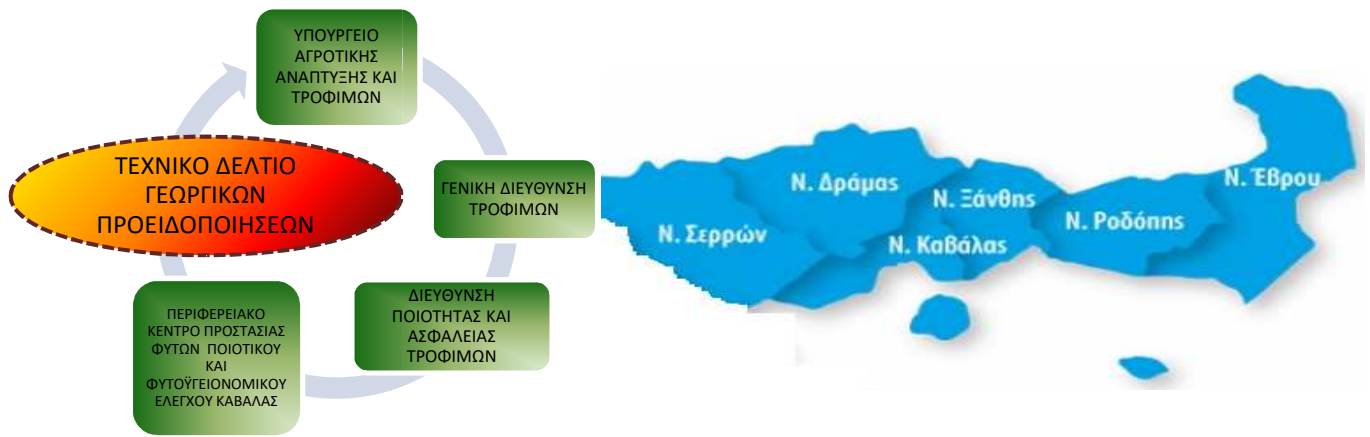 ΥΠΟΥΡΓΕΙΟ
ΑΓΡΟΤΙΚΗΣ
ΑΝΑΠΤΥΞΗΣ ΚΑΙ
ΤΡΟΦΙΜΩΝ
ΓΕΝΙΚΗ ΔΙΕΥΘΥΝΣΗ
ΤΡΟΦΙΜΩΝ
ΔΙΕΥΘΥΝΣΗ
ΠΟΙΟΤΗΤΑΣ ΚΑΙ
ΑΣΦΑΛΕΙΑΣ
ΤΡΟΦΙΜΩΝ
ΠΕΡΙΦΕΡΕΙΑΚΟ
ΚΕΝΤΡΟ ΠΡΟΣΤΑΣΙΑΣ
ΦΥΤΩΝ ΠΟΙΟΤΙΚΟΥ
ΚΑΙ
ΦΥΤΟΫΓΕΙΟΝΟΜΙΚΟΥ
ΕΛΕΓΧΟΥ ΚΑΒΑΛΑΣ
ΤΕΧΝΙΚΟ ΔΕΛΤΙΟ
ΓΕΩΡΓΙΚΩΝ
ΠΡΟΕΙΔΟΠΟΙΗΣΕΩΝ
Ν. Σερρών
Ν. Δράμας
Ν. Καβάλας
Ν. Ξάνθης
Ν. Ροδόπης
Ν. Έβρου